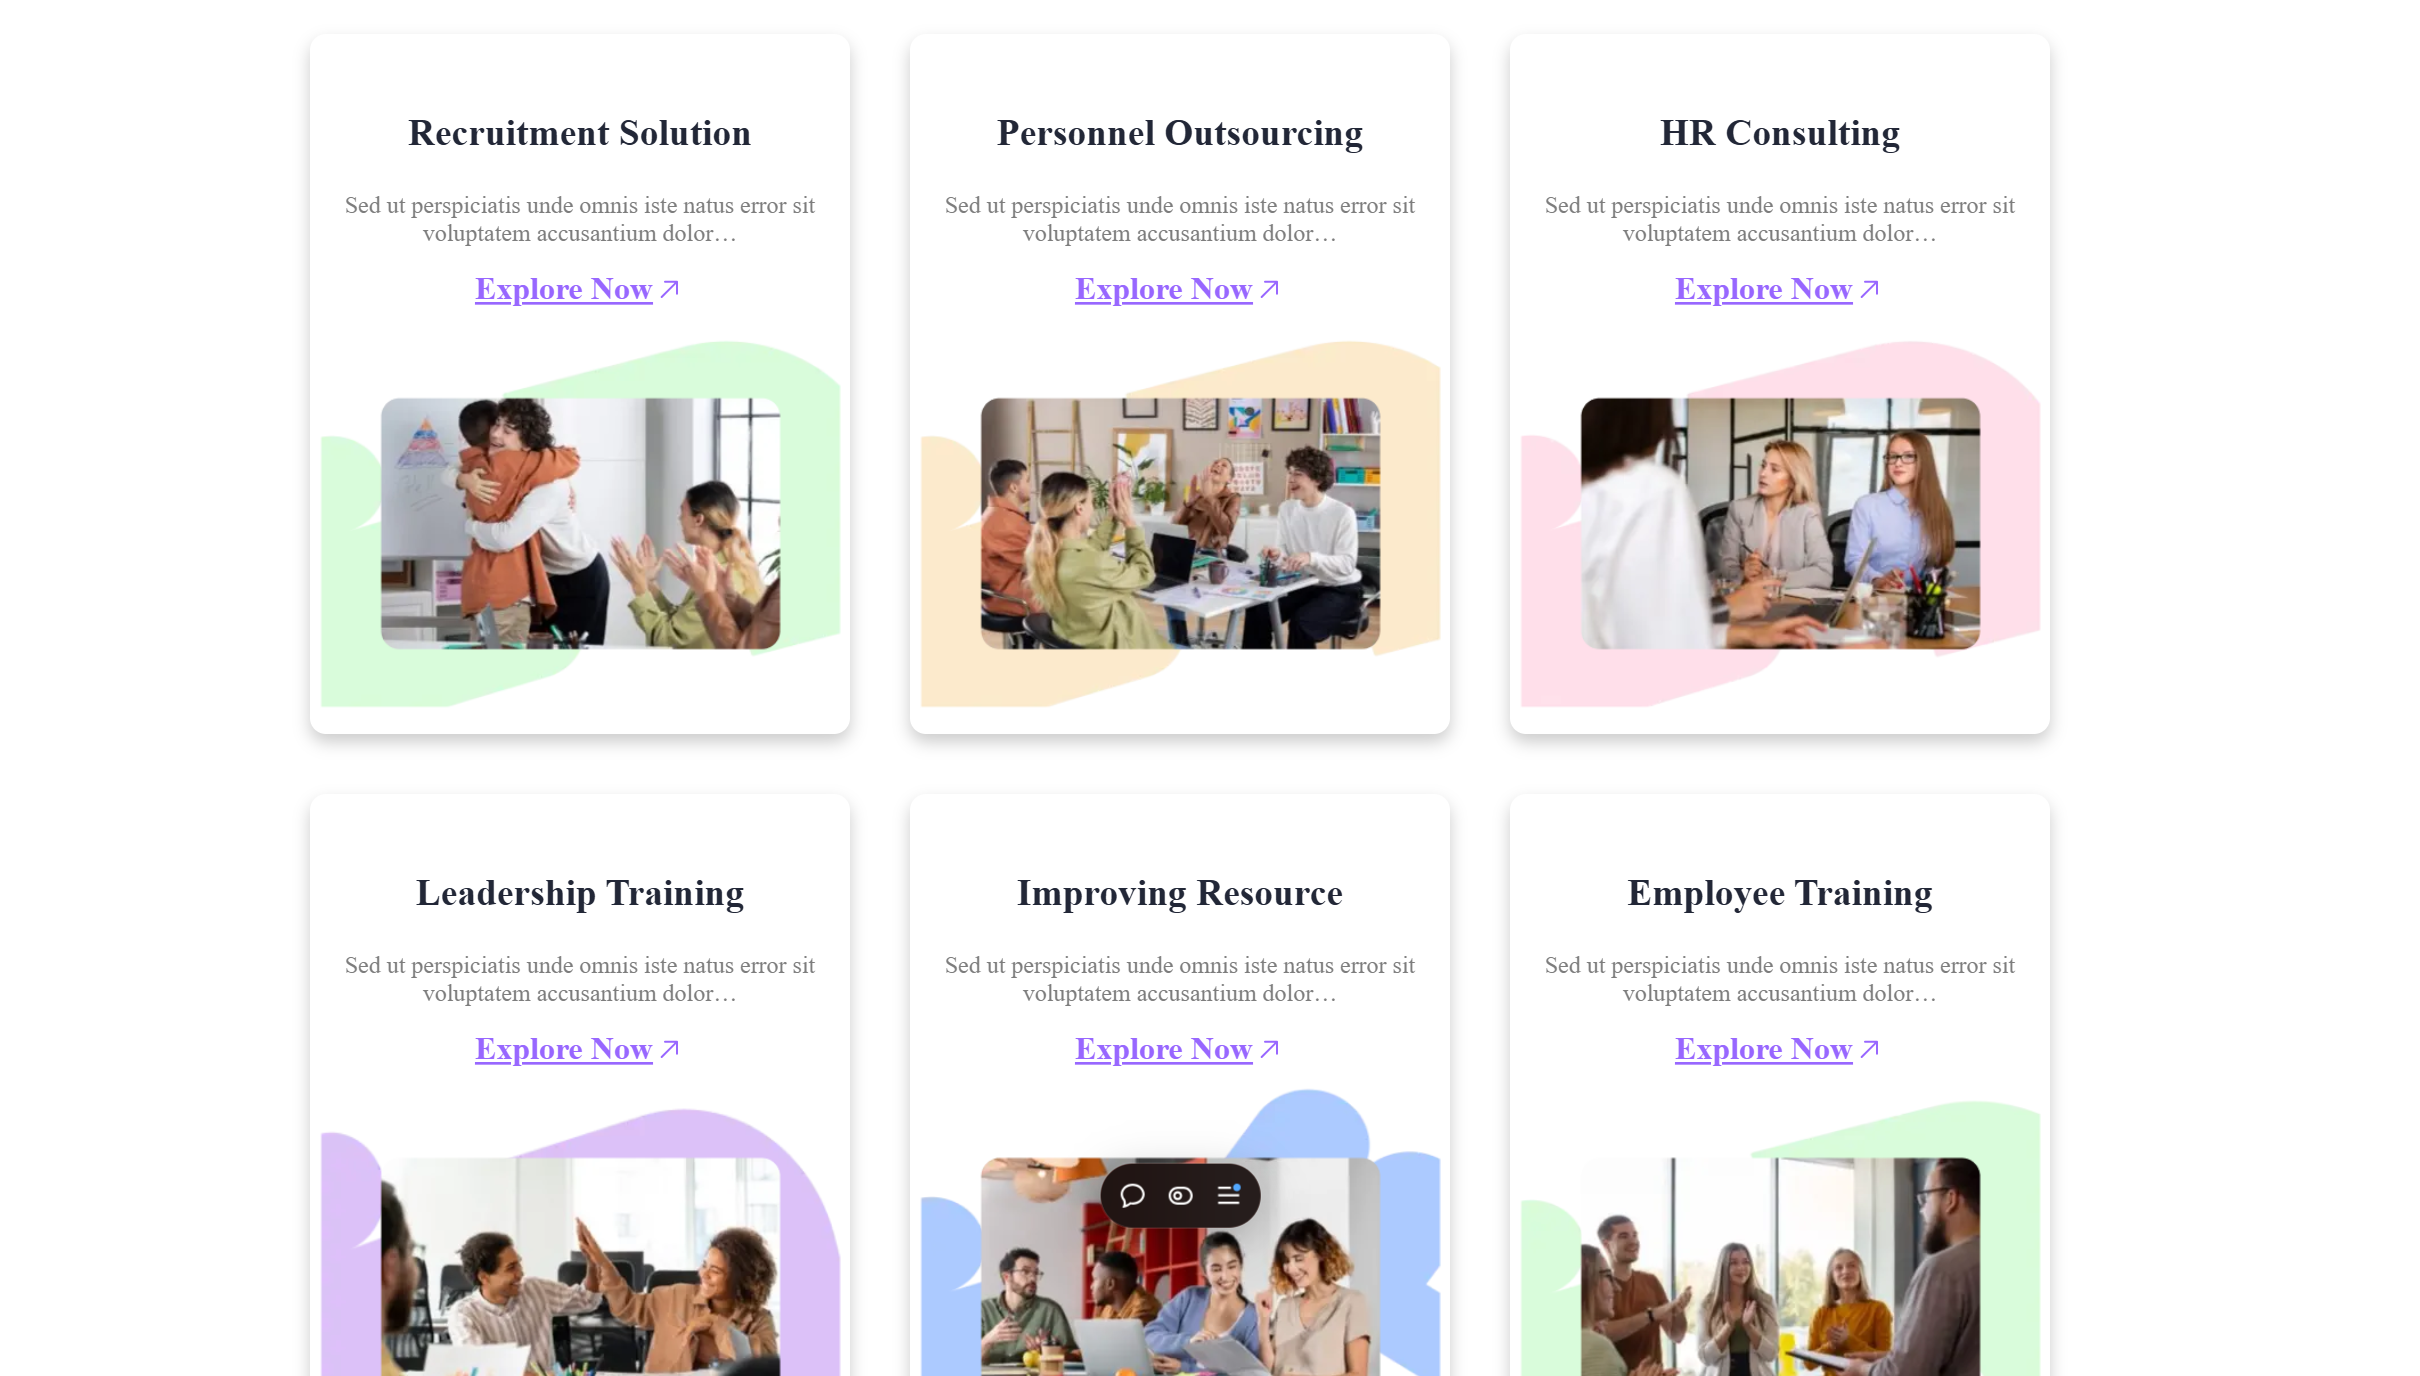 Recruitment Solution
Sed ut perspiciatis unde omnis iste natus error sit
voluptatem accusantium dolor…
Explore Now
Personnel Outsourcing
Sed ut perspiciatis unde omnis iste natus error sit
voluptatem accusantium dolor…
Explore Now
HR Consulting
Sed ut perspiciatis unde omnis iste natus error sit
voluptatem accusantium dolor…
Explore Now
Leadership Training
Sed ut perspiciatis unde omnis iste natus error sit
voluptatem accusantium dolor…
Explore Now
Improving Resource
Sed ut perspiciatis unde omnis iste natus error sit
voluptatem accusantium dolor…
Explore Now
Employee Training
Sed ut perspiciatis unde omnis iste natus error sit
voluptatem accusantium dolor…
Explore Now